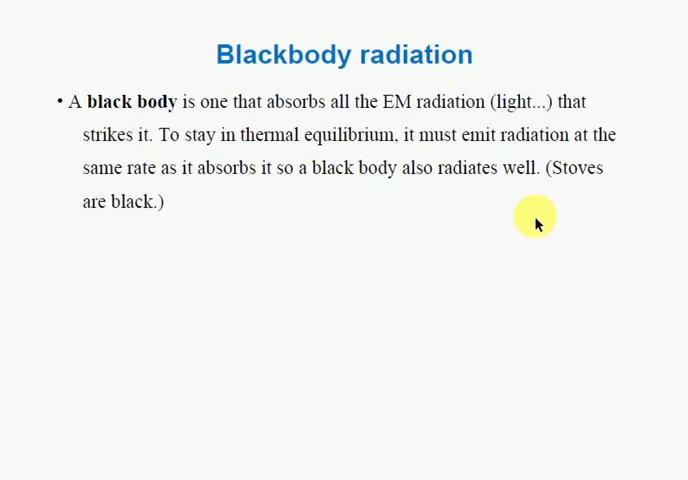 Blackbody radiation
• A black body is one that absorbs all the EM radiation (light...) that
strikes it. To stay in thermal equilibrium, it must emit radiation at the
same rate as it absorbs it so a black body also radiates well. (Stoves
are black.)